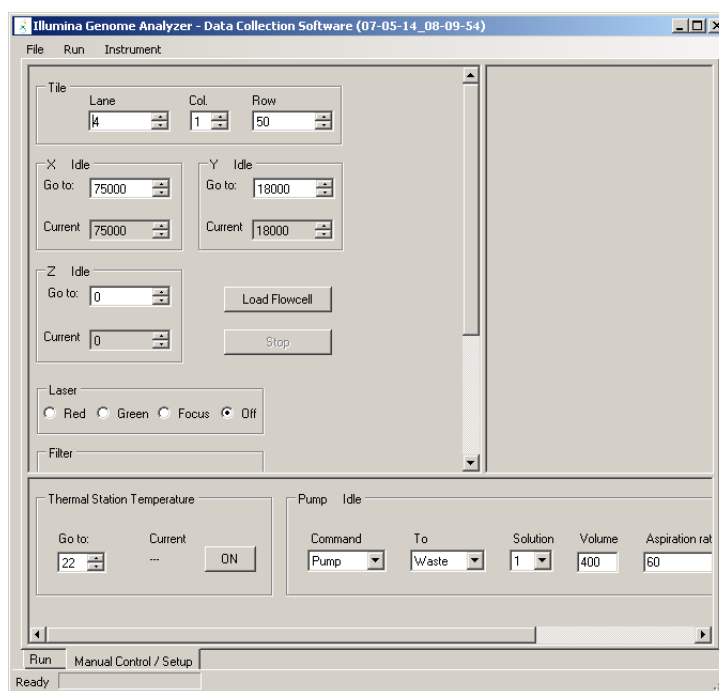 Illumina Genome Analyzer - Data Collection Software (07-05-14_08-09-54)
File Run Instrument
Tile
Lane Col. Row
4 1 50
X Idle Y Idle
Go to: 75000 Go to: 18000
Current 75000 Current 18000
Z Idle
Go to: 0 Load Flowcell
Current 0 Stop
Laser
Red Green Focus Off
Filter
Thermal Station Temperature Pump Idle
Go to: Current Command To Solution Volume Aspiration rat
22 --- ON Pump Waste 1 400 60
Run Manual Control / Setup
Ready